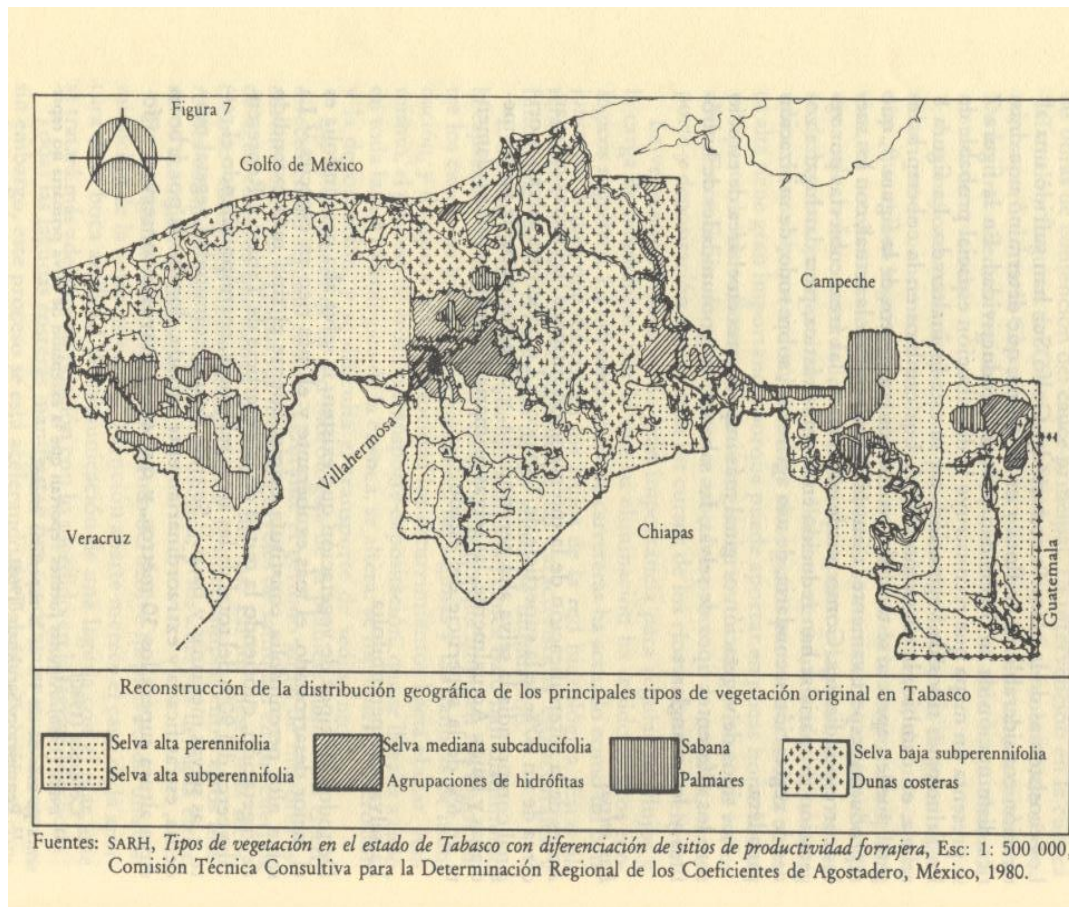 Figura 7
Golfo de México
Campeche
Villahermosa
Veracruz
Chiapas
Guatemala
Reconstrucción de la distribución geográfica de los principales tipos de vegetación original en Tabasco
Selva alta perennifolia
Selva alta subperennifolia
Selva mediana subcaducifolia
Agrupaciones de hidrófitas
Sabana
Palmares
Selva baja subperennifolia
Dunas costeras
Fuentes: SARH, Tipos de vegetación en el estado de Tabasco con diferenciación de sitios de productividad forrajera, Esc: 1: 500 000,
Comisión Técnica Consultiva para la Determinación Regional de los Coeficientes de Agostadero, México, 1980.